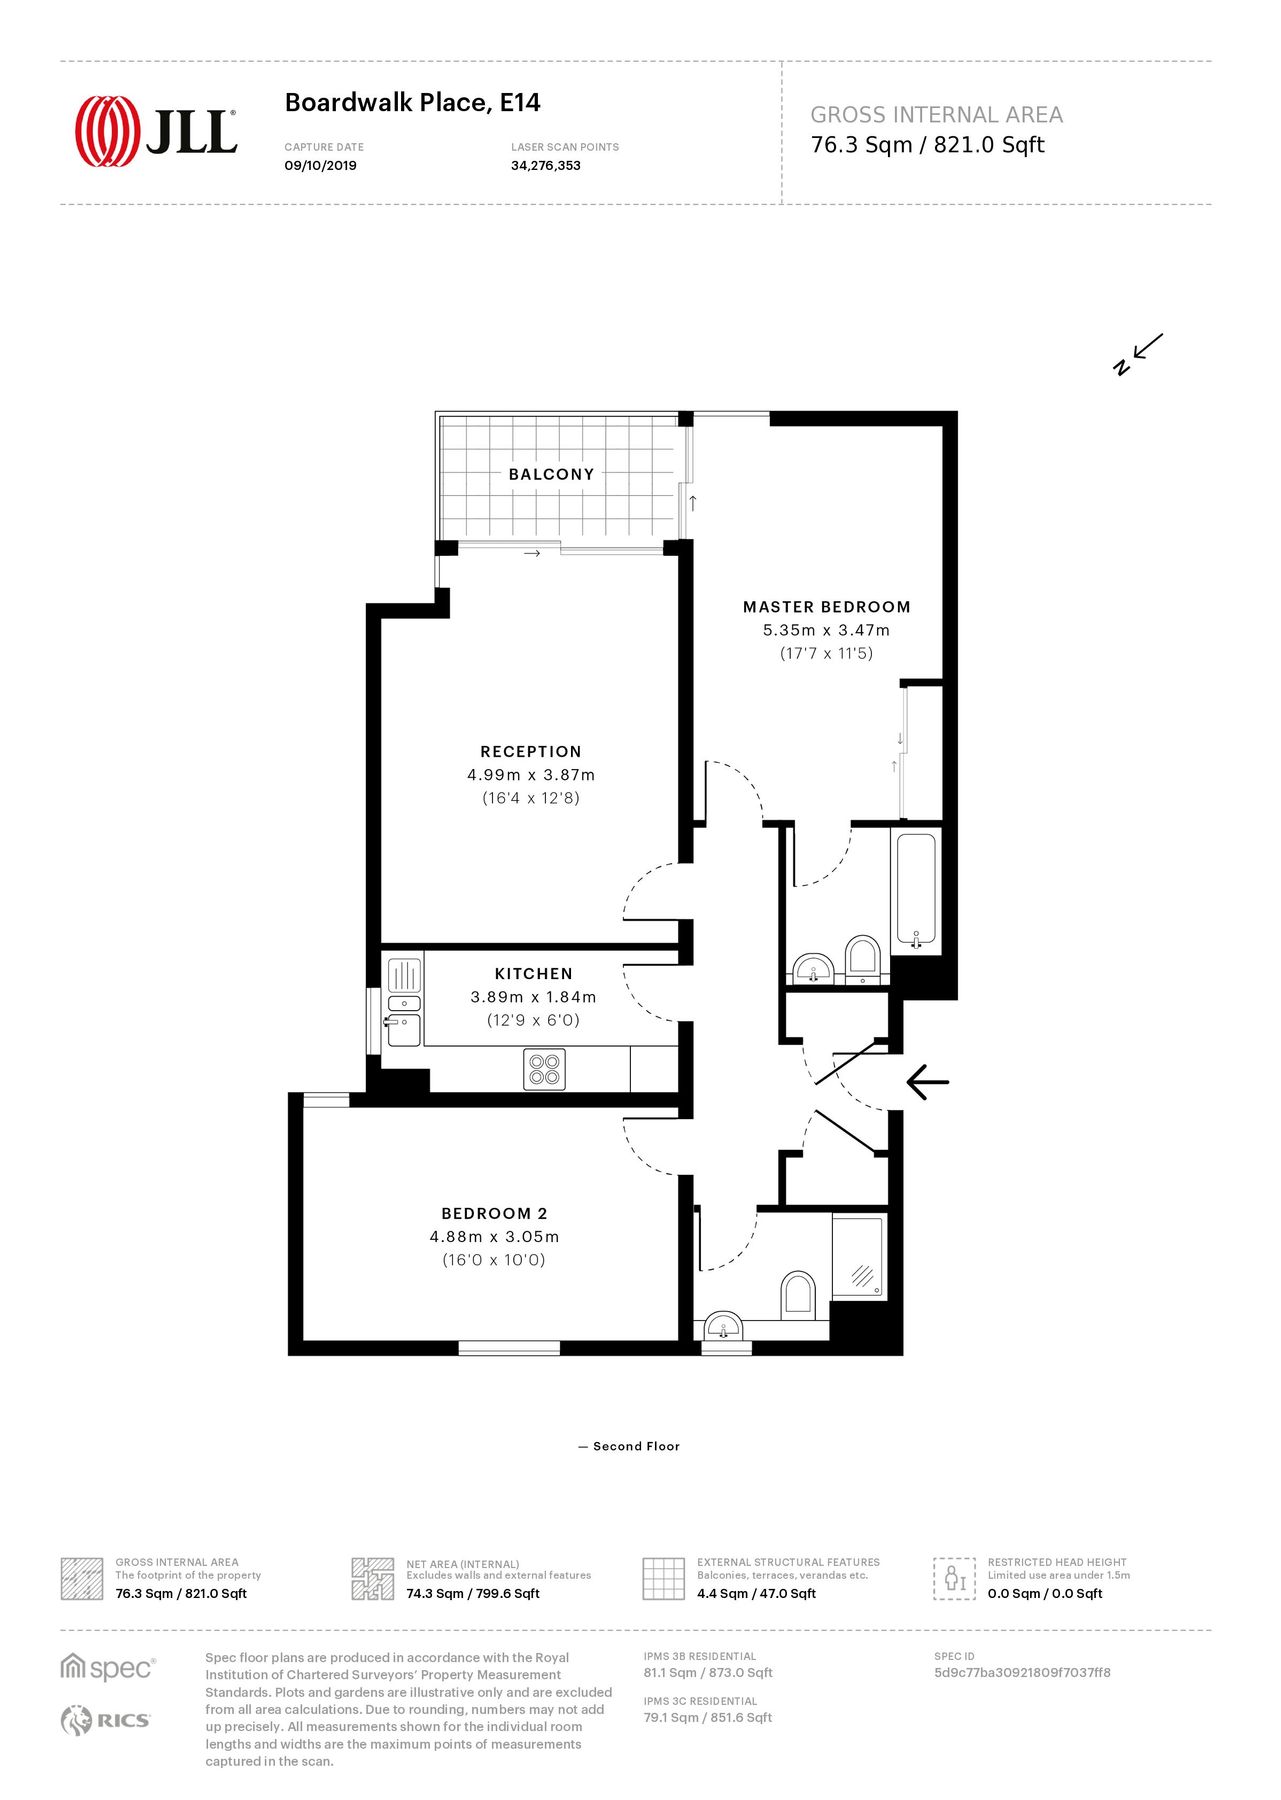 JLL®
Boardwalk Place, E14
CAPTURE DATE
09/10/2019
LASER SCAN POINTS
34,276,353
GROSS INTERNAL AREA
76.3 Sqm / 821.0 Sqft
N
BALCONY
MASTER BEDROOM
5.35m x 3.47m
(17'7 x 11'5)
RECEPTION
4.99m x 3.87m
(16'4 x 12'8)
KITCHEN
3.89m x 1.84m
(12'9 x 6'0)
BEDROOM 2
4.88m x 3.05m
(16'0 x 10'0)
— Second Floor
GROSS INTERNAL AREA
The footprint of the property
76.3 Sqm / 821.0 Sqft
NET AREA (INTERNAL)
Excludes walls and external features
74.3 Sqm / 799.6 Sqft
EXTERNAL STRUCTURAL FEATURES
Balconies, terraces, verandas etc.
4.4 Sqm / 47.0 Sqft
RESTRICTED HEAD HEIGHT
Limited use area under 1.5m
0.0 Sqm / 0.0 Sqft
spec®
RICS
Spec floor plans are produced in accordance with the Royal
Institution of Chartered Surveyors' Property Measurement
Standards. Plots and gardens are illustrative only and are excluded
from all area calculations. Due to rounding, numbers may not add
up precisely. All measurements shown for the individual room
lengths and widths are the maximum points of measurements
captured in the scan.
IPMS 3B RESIDENTIAL
81.1 Sqm / 873.0 Sqft
IPMS 3C RESIDENTIAL
79.1 Sqm / 851.6 Sqft
SPEC ID
5d9c77ba30921809f7037ff8